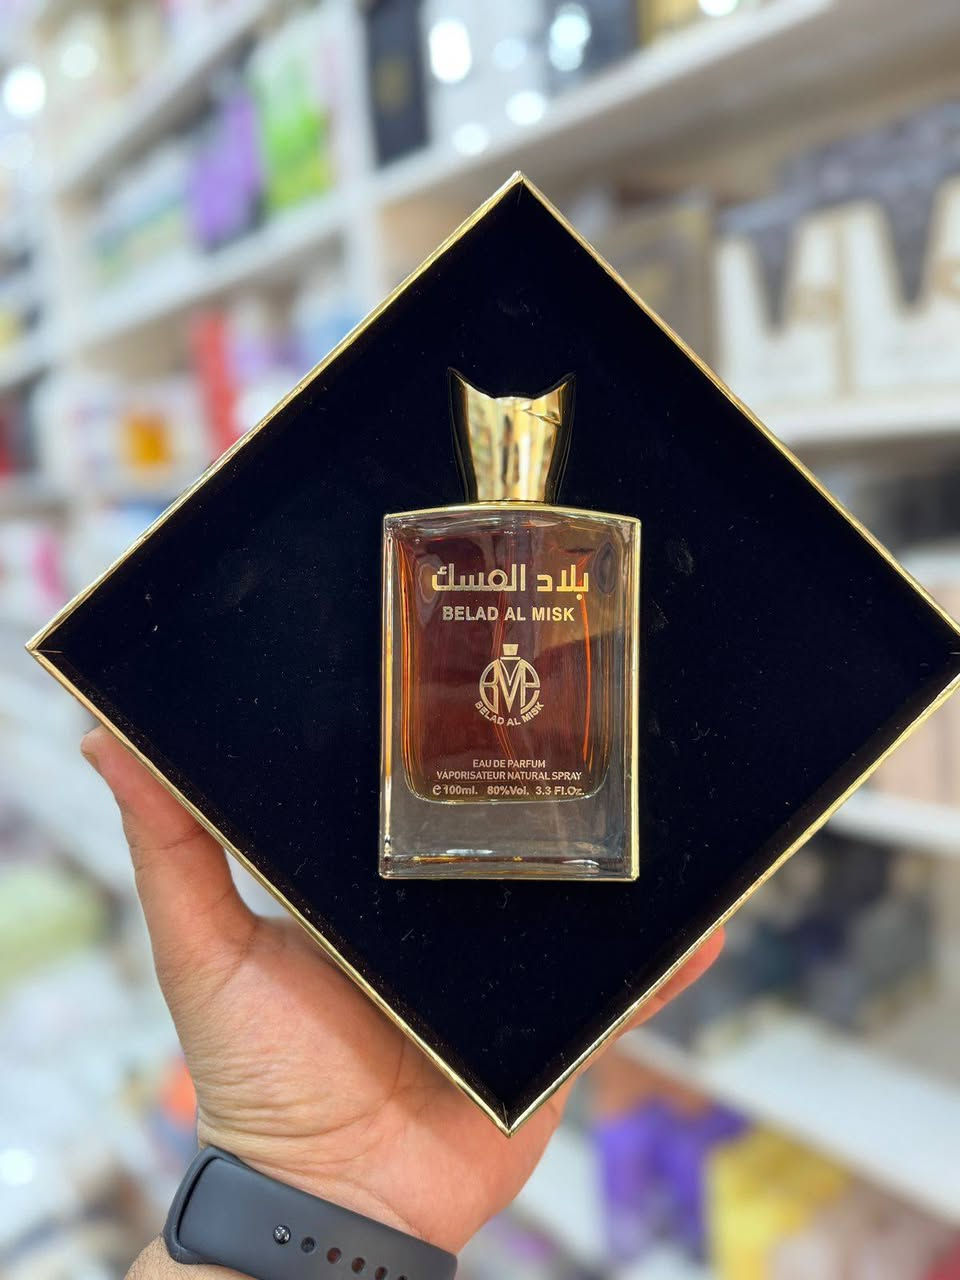 بلاد المسك
BELAD AL MISK
BELAD AL MISK
EAU DE PARFUM
VAPORISATEUR NATURAL SPRAY
e 100ml. 80%Vol. 3.3 Fl.Oz.